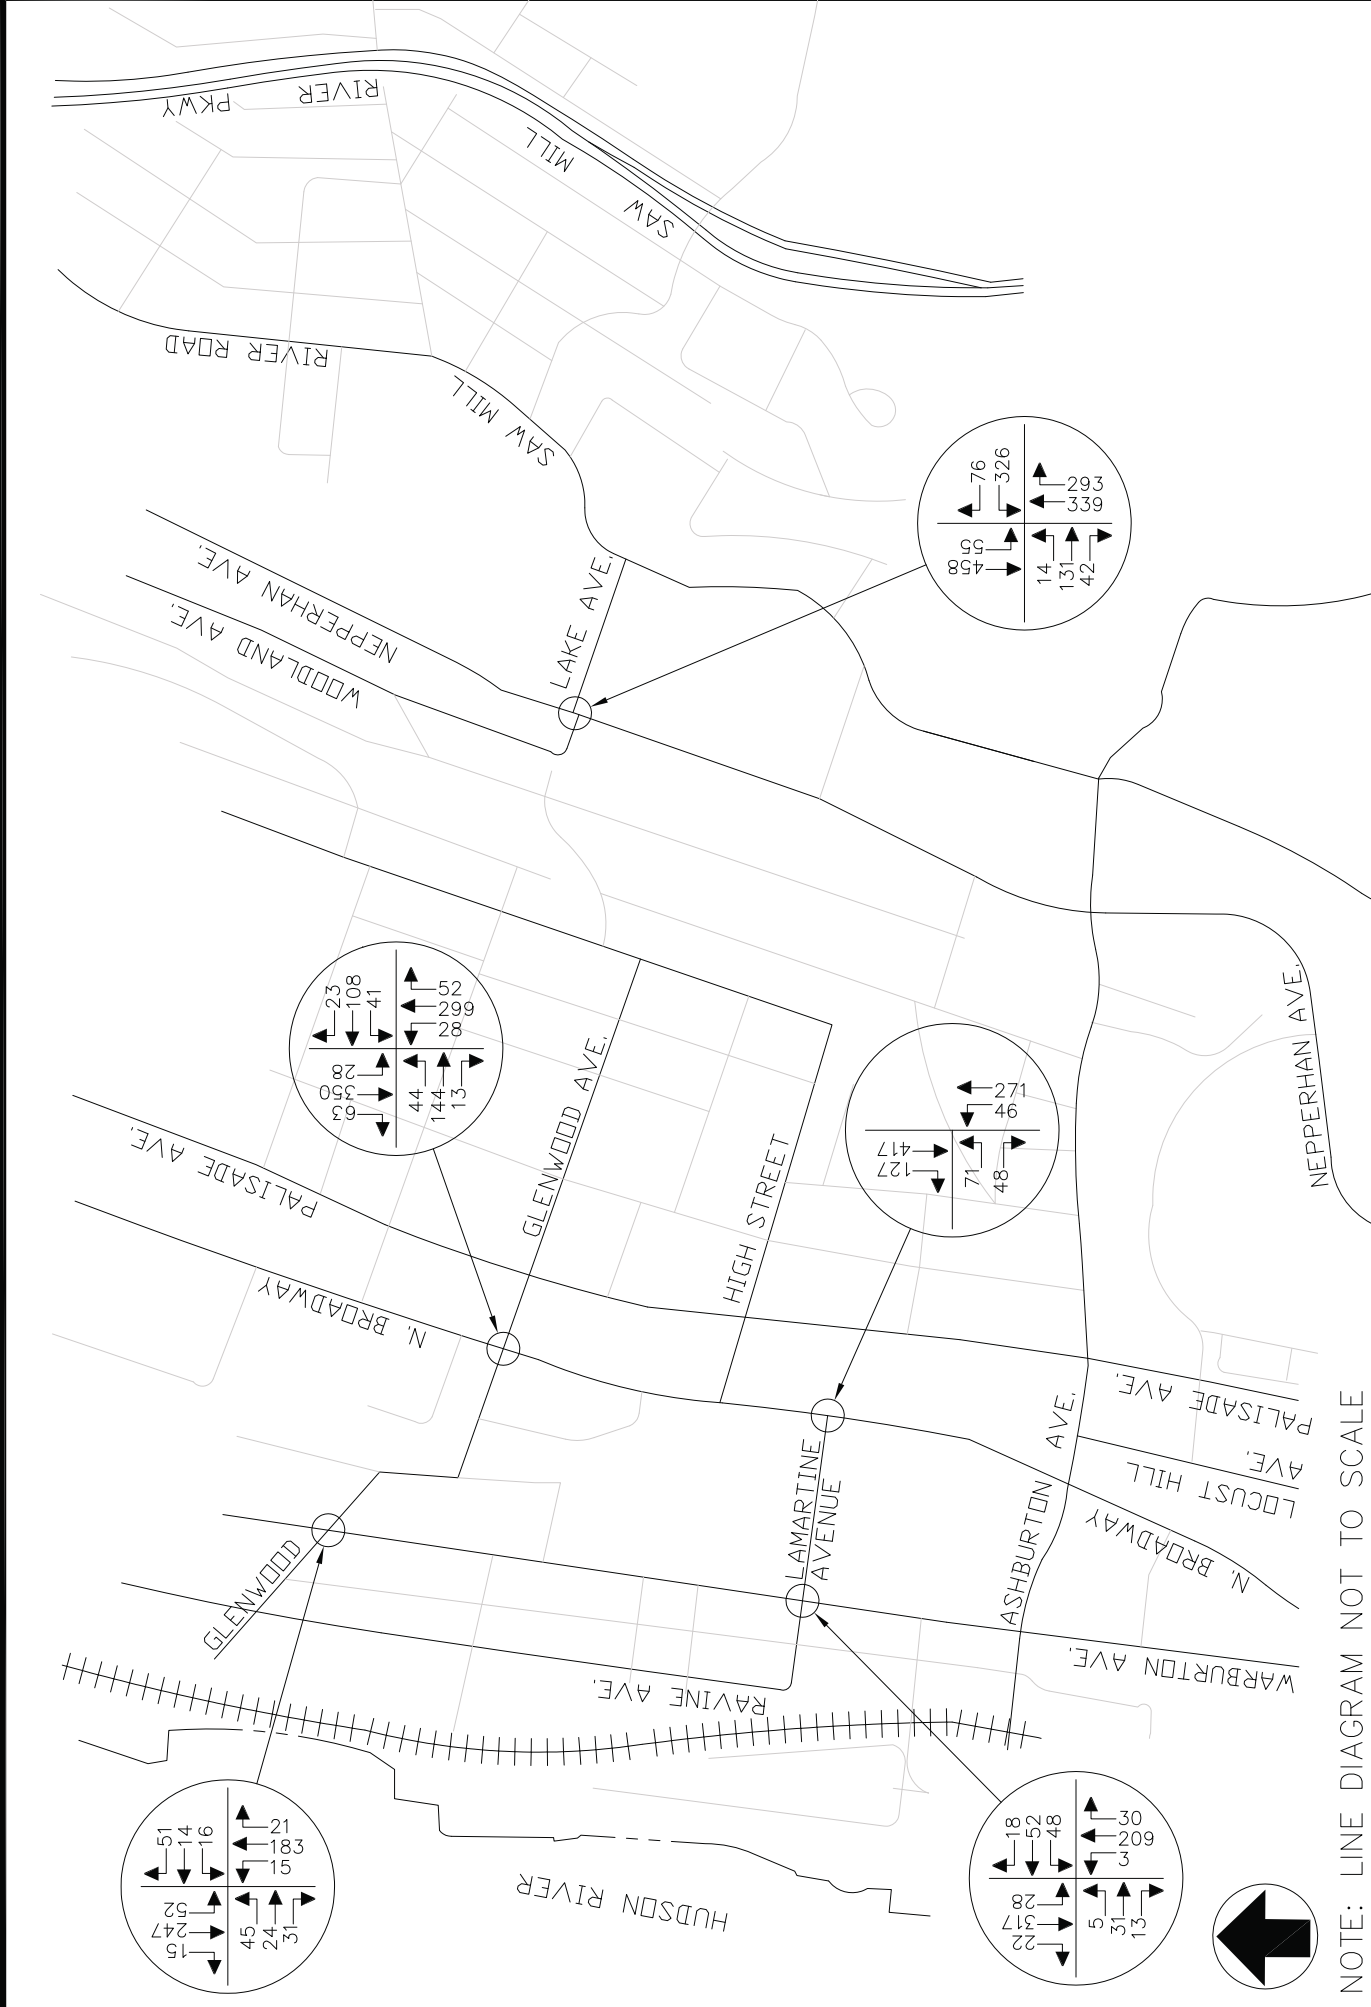 PKWY
RIVER
MILL
SAW
RIVER ROAD
SAW MILL
NEPPERHAN AVE.
WOODLAND AVE.
LAKE AVE.
76
326
293
339
55
458
14
131
42
NEPPERHAN AVE.
23
108
41
52
299
28
28
350
63
44
144
13
GLENWOOD AVE.
PALISADE AVE.
N. BROADWAY
HIGH STREET
271
46
417
127
71
48
LAMARTINE
AVENUE
ASHBURTON AVE.
PALISADE AVE.
LOCUST HILL
AVE.
N. BROADWAY
GLENWOOD
RAVINE AVE.
WARBURTON AVE.
51
14
16
21
183
15
52
247
15
45
24
31
18
52
48
30
209
3
28
317
22
5
31
13
HUDSON RIVER
NOTE: LINE DIAGRAM NOT TO SCALE